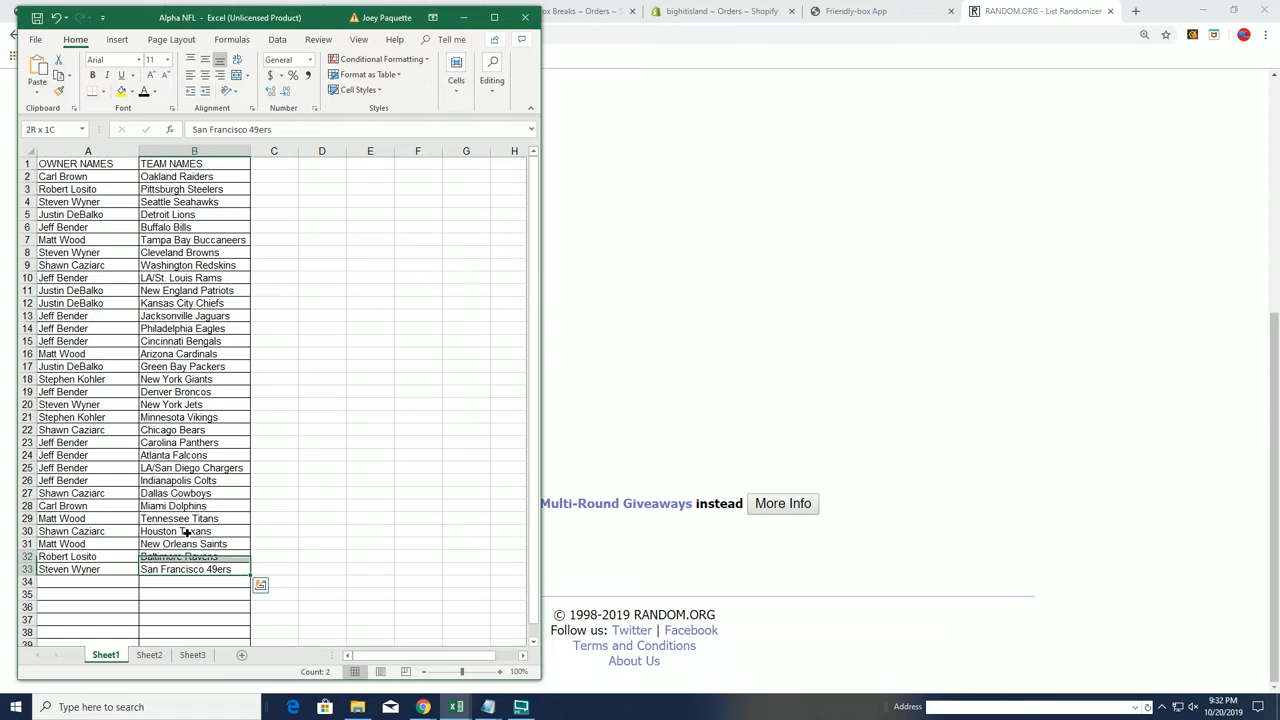 Alpha NFL - Excel (Unlicensed Product)
Joey Paquette
Breaks ~ Orders ~
bighitisland ~ Orders ~ Shopify
Friendly-box App
RANDOM.ORG - List Randomizer
File Home Insert Page Layout Formulas Data Review View Help Tell me
Paste
Arial 11
B I U
General
$ % ,
Conditional Formatting
Format as Table
Cell Styles
Cells
Editing
Clipboard Font Alignment Number Styles
2R x 1C
fx San Francisco 49ers
A B C D E F G H
1 OWNER NAMES TEAM NAMES
2 Carl Brown Oakland Raiders
3 Robert Losito Pittsburgh Steelers
4 Steven Wyner Seattle Seahawks
5 Justin DeBalko Detroit Lions
6 Jeff Bender Buffalo Bills
7 Matt Wood Tampa Bay Buccaneers
8 Steven Wyner Cleveland Browns
9 Shawn Caziarc Washington Redskins
10 Jeff Bender LA/St. Louis Rams
11 Justin DeBalko New England Patriots
12 Justin DeBalko Kansas City Chiefs
13 Jeff Bender Jacksonville Jaguars
14 Jeff Bender Philadelphia Eagles
15 Jeff Bender Cincinnati Bengals
16 Matt Wood Arizona Cardinals
17 Justin DeBalko Green Bay Packers
18 Stephen Kohler New York Giants
19 Jeff Bender Denver Broncos
20 Steven Wyner New York Jets
21 Stephen Kohler Minnesota Vikings
22 Shawn Caziarc Chicago Bears
23 Jeff Bender Carolina Panthers
24 Jeff Bender Atlanta Falcons
25 Jeff Bender LA/San Diego Chargers
26 Jeff Bender Indianapolis Colts
27 Shawn Caziarc Dallas Cowboys
28 Carl Brown Miami Dolphins
29 Matt Wood Tennessee Titans
30 Shawn Caziarc Houston Texans
31 Matt Wood New Orleans Saints
32 Robert Losito Baltimore Ravens
33 Steven Wyner San Francisco 49ers
34
35
36
37
38
39
Multi-Round Giveaways instead More Info
© 1998-2019 RANDOM.ORG
Follow us: Twitter | Facebook
Terms and Conditions
About Us
Sheet1 Sheet2 Sheet3
Count: 2
100%
Type here to search
Address
9:32 PM
10/20/2019